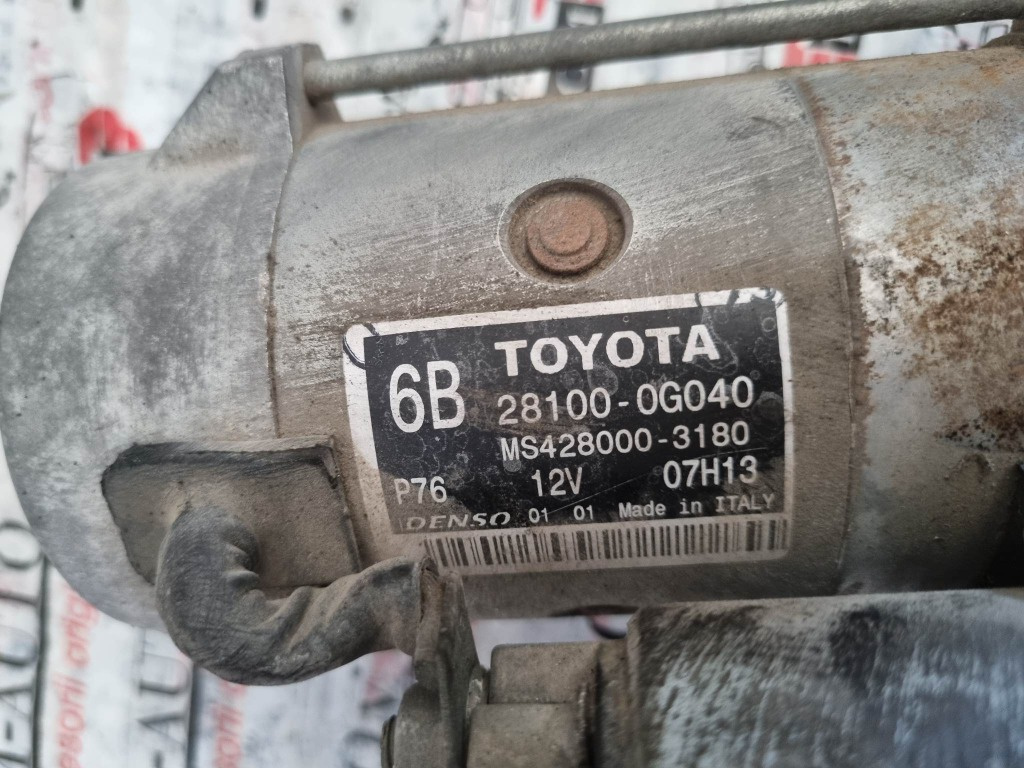 TOYOTA
6B
28100-0G040
MS428000-3180
P76 12V 07H13
DENSO 01 01 Made in ITALY